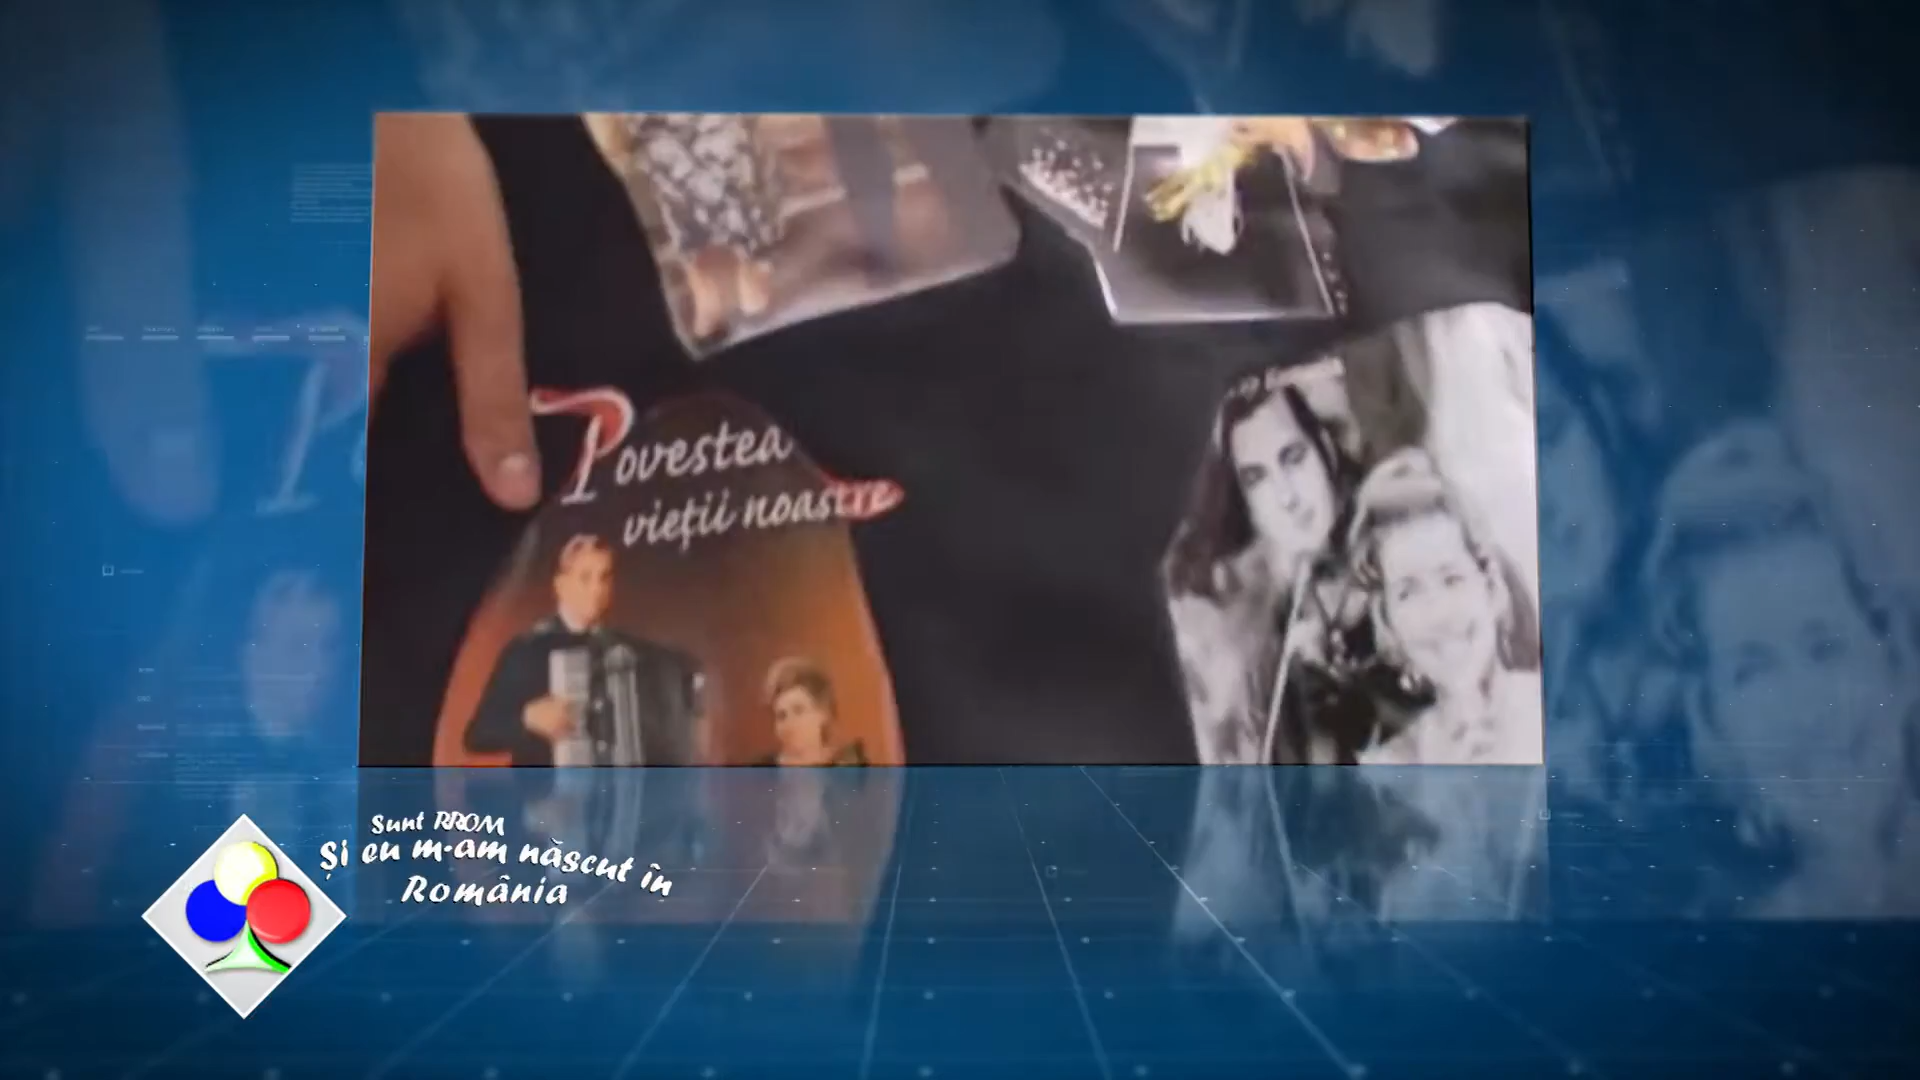 Povestea
vieții noastre
Sunt RROM
Și eu m-am născut în
România